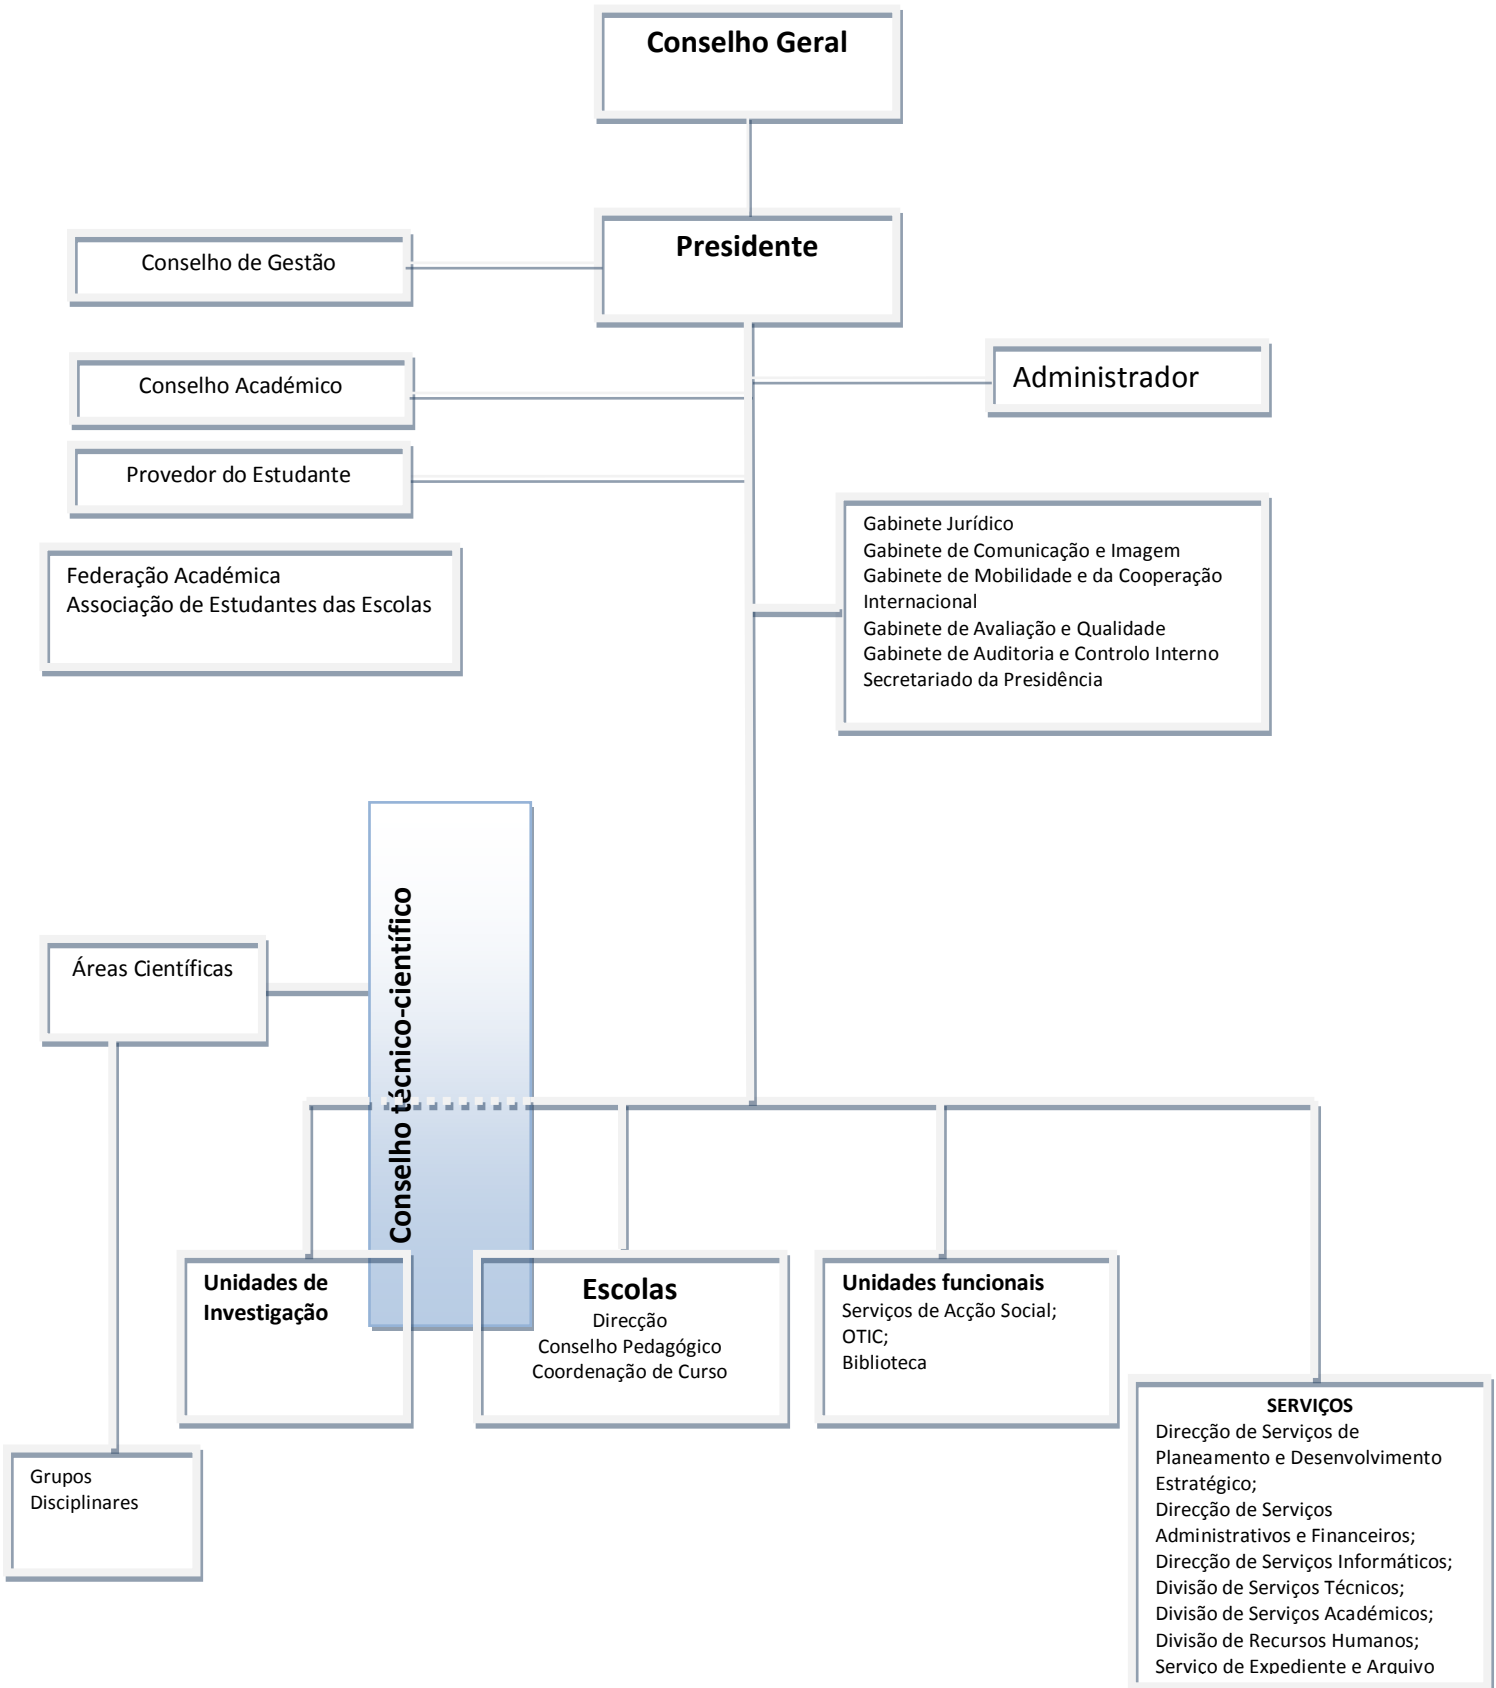 Conselho Geral
Presidente
Conselho de Gestão
Conselho Académico
Administrador
Provedor do Estudante
Gabinete Jurídico
Gabinete de Comunicação e Imagem
Gabinete de Mobilidade e da Cooperação
Internacional
Gabinete de Avaliação e Qualidade
Gabinete de Auditoria e Controlo Interno
Secretariado da Presidência
Federação Académica
Associação de Estudantes das Escolas
Conselho técnico-científico
Áreas Científicas
Unidades de
Investigação
Escolas
Direcção
Conselho Pedagógico
Coordenação de Curso
Unidades funcionais
Serviços de Acção Social;
OTIC;
Biblioteca
SERVIÇOS
Direcção de Serviços de
Planeamento e Desenvolvimento
Estratégico;
Direcção de Serviços
Administrativos e Financeiros;
Direcção de Serviços Informáticos;
Divisão de Serviços Técnicos;
Divisão de Serviços Académicos;
Divisão de Recursos Humanos;
Serviço de Expediente e Arquivo
Grupos
Disciplinares